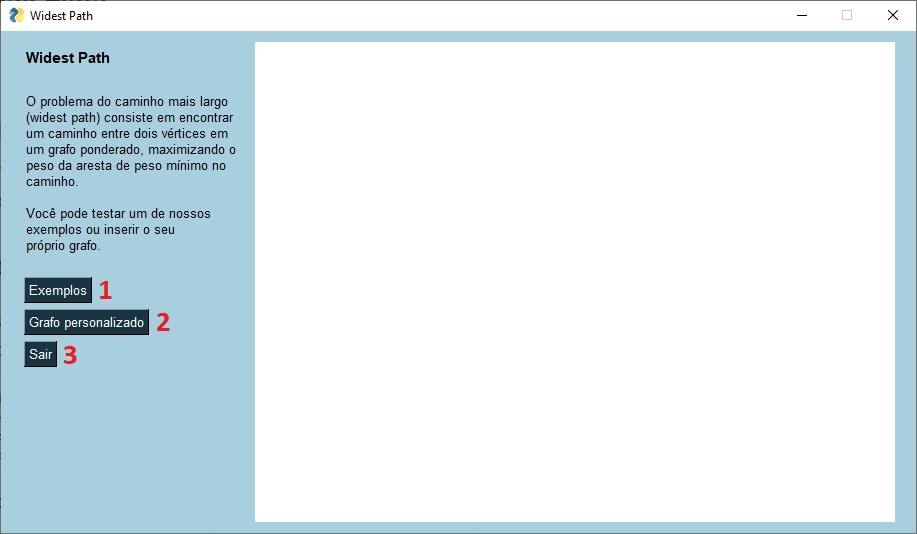 Widest Path
Widest Path
O problema do caminho mais largo
(widest path) consiste em encontrar
um caminho entre dois vértices em
um grafo ponderado, maximizando o
peso da aresta de peso mínimo no
caminho.
Você pode testar um de nossos
exemplos ou inserir o seu
próprio grafo.
Exemplos 1
Grafo personalizado 2
Sair 3